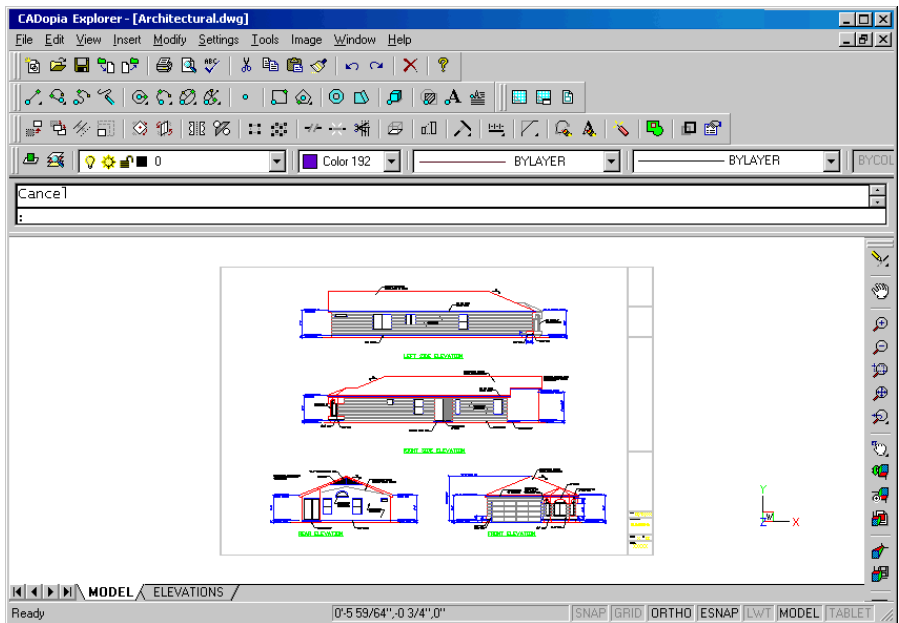 CADopia Explorer - [Architectural.dwg]
File Edit View Insert Modify Settings Tools Image Window Help
0 Color 192 BYLAYER BYLAYER BYCOL
Cancel
:
LEFT SIDE ELEVATION
RIGHT SIDE ELEVATION
REAR ELEVATION FRONT ELEVATION
Y
W
Z X
MODEL ELEVATIONS
Ready 0'-5 59/64",-0 3/4",0" SNAP GRID ORTHO ESNAP LWT MODEL TABLET